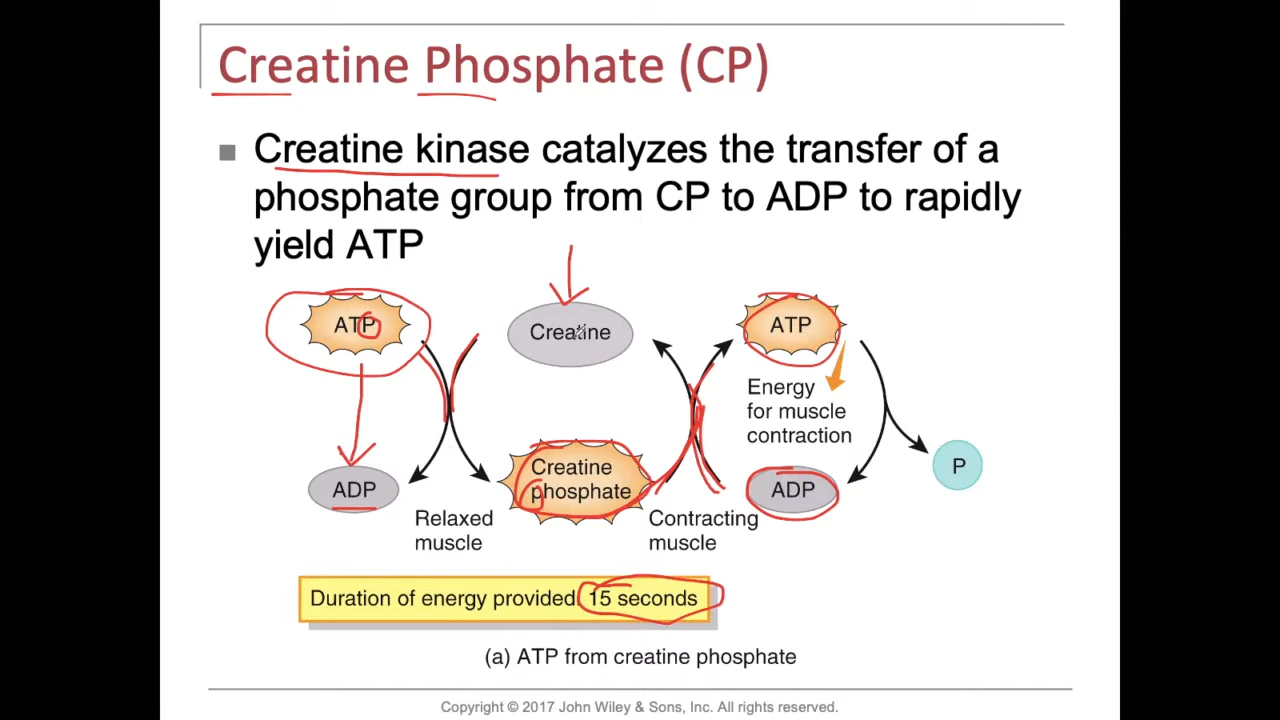 Creatine Phosphate (CP)
Creatine kinase catalyzes the transfer of a
phosphate group from CP to ADP to rapidly
yield ATP
ATP
Creatine
ATP
Energy
for muscle
contraction
ADP
Creatine
phosphate
ADP
P
Relaxed
muscle
Contracting
muscle
Duration of energy provided: 15 seconds
(a) ATP from creatine phosphate
Copyright © 2017 John Wiley & Sons, Inc. All rights reserved.